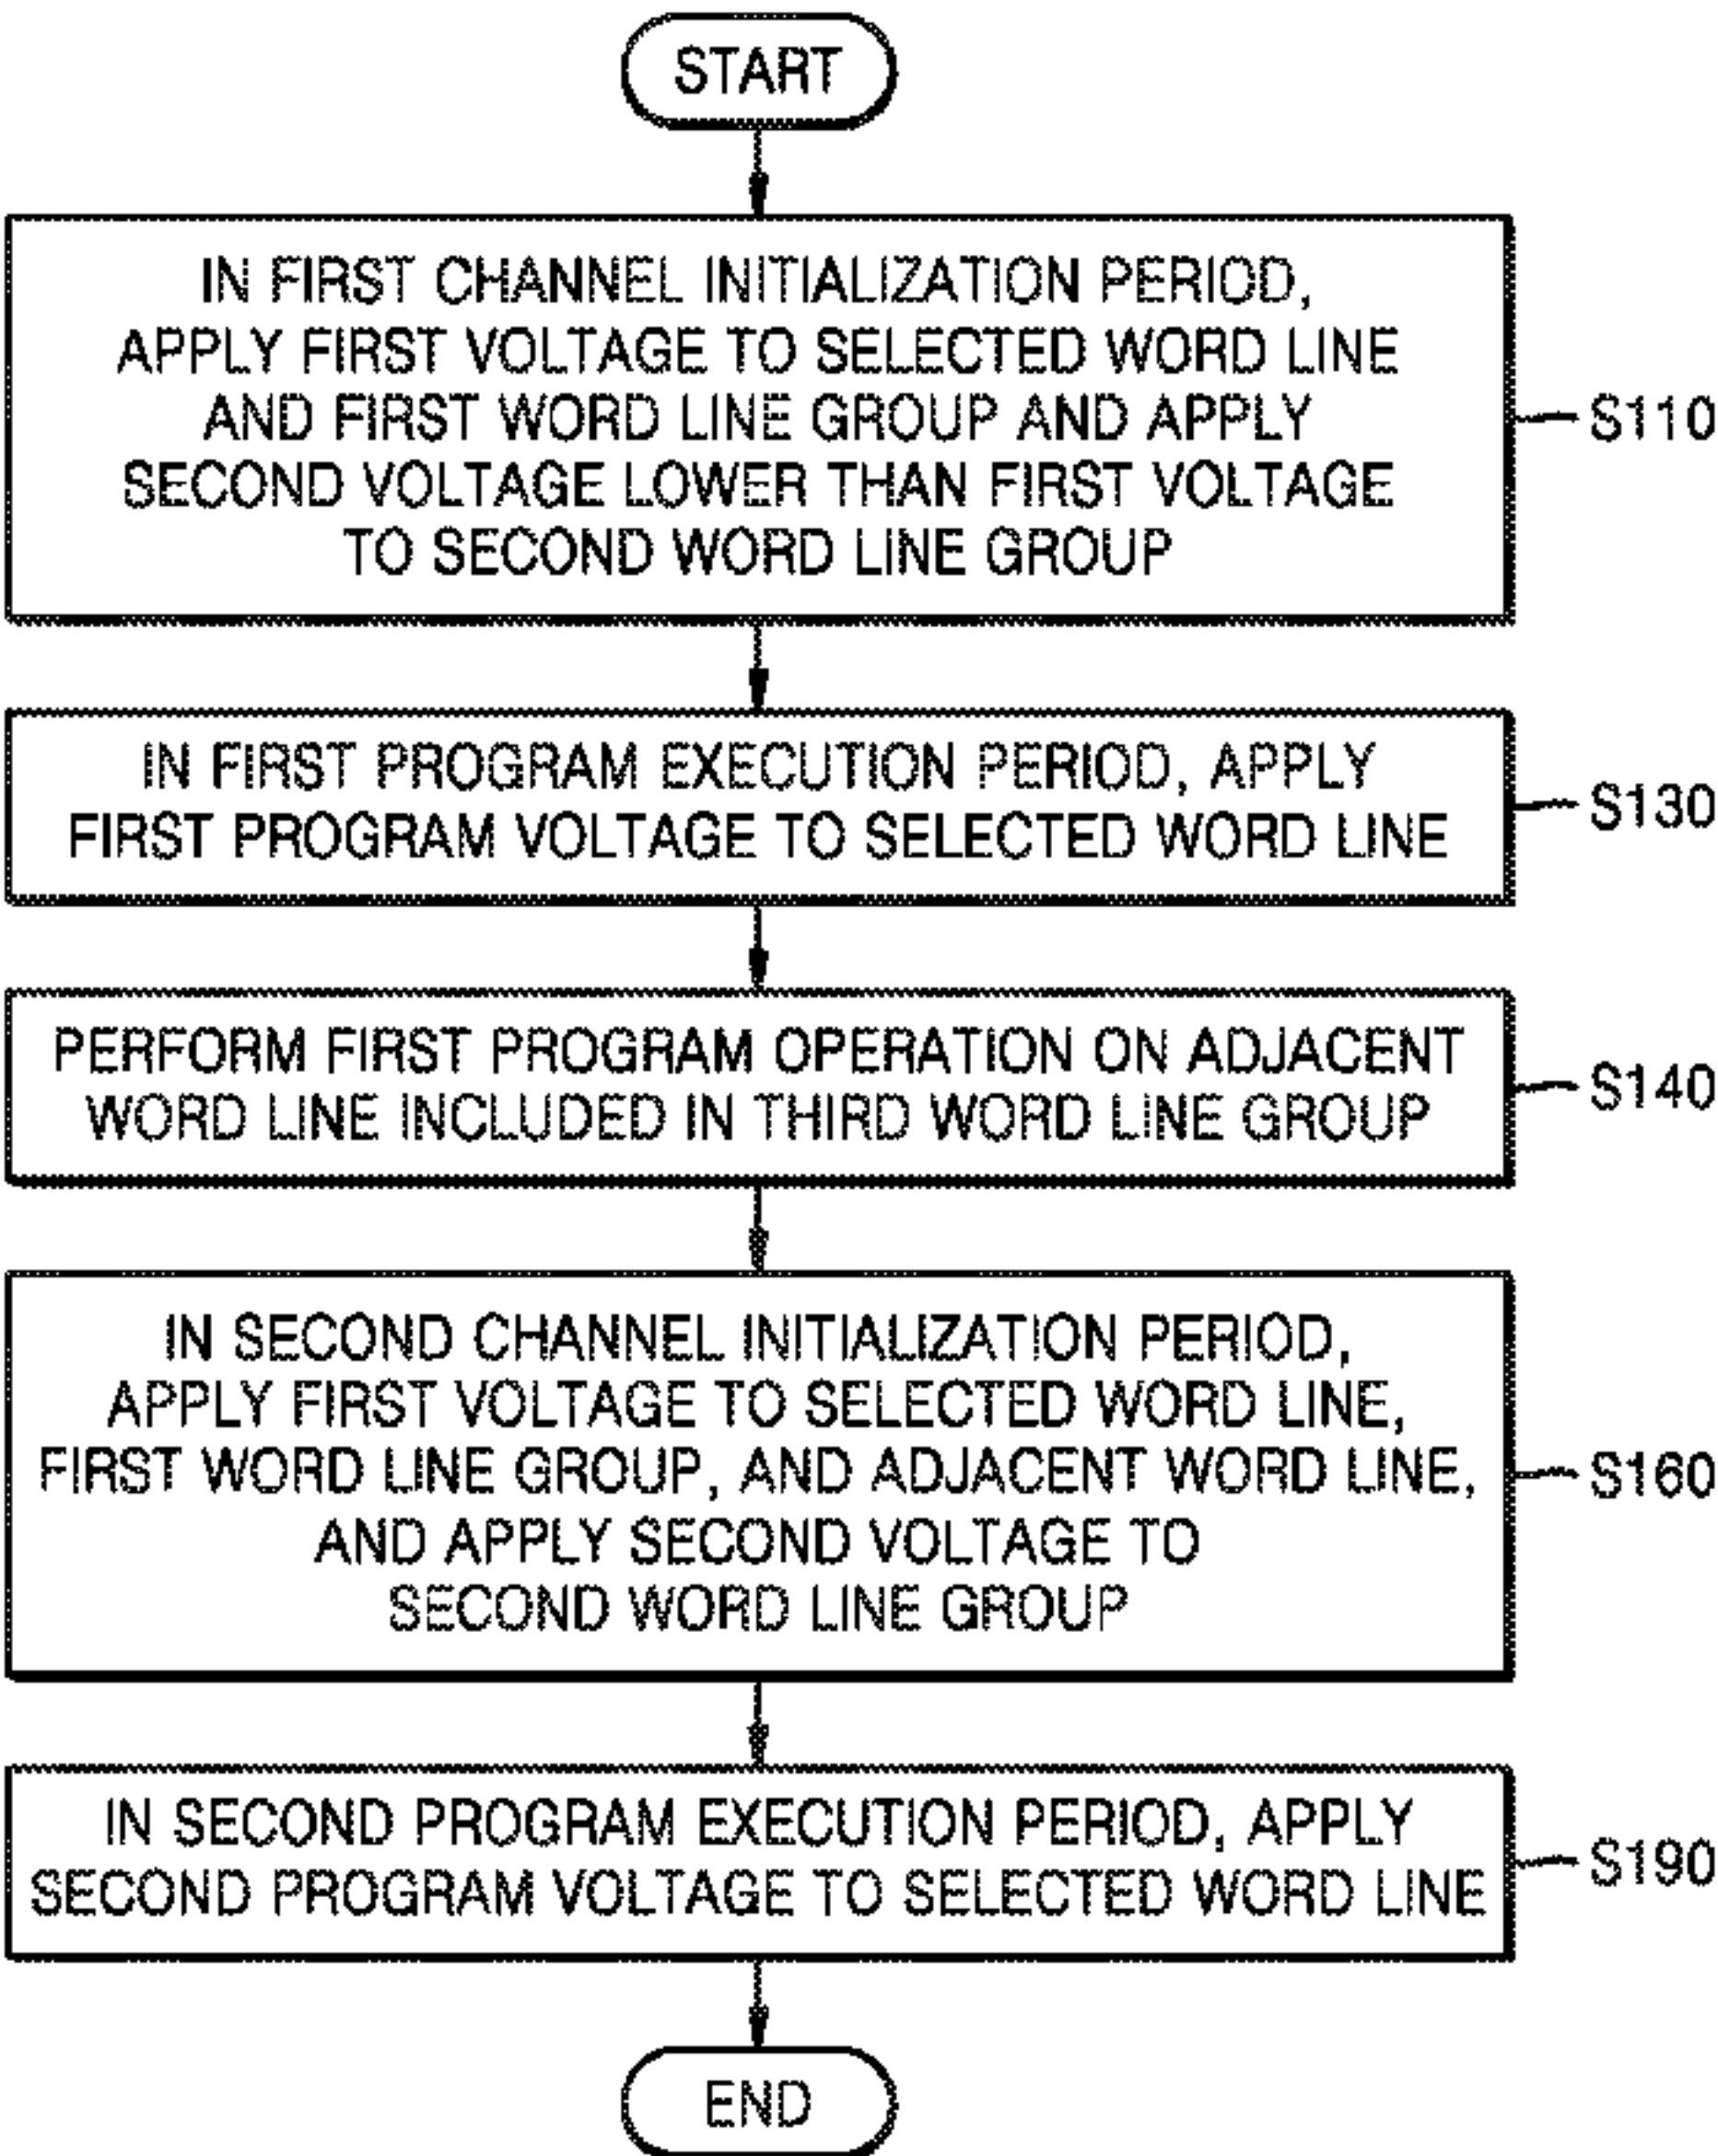 START
IN FIRST CHANNEL INITIALIZATION PERIOD,
APPLY FIRST VOLTAGE TO SELECTED WORD LINE
AND FIRST WORD LINE GROUP AND APPLY
SECOND VOLTAGE LOWER THAN FIRST VOLTAGE
TO SECOND WORD LINE GROUP
S110
IN FIRST PROGRAM EXECUTION PERIOD, APPLY
FIRST PROGRAM VOLTAGE TO SELECTED WORD LINE
S130
PERFORM FIRST PROGRAM OPERATION ON ADJACENT
WORD LINE INCLUDED IN THIRD WORD LINE GROUP
S140
IN SECOND CHANNEL INITIALIZATION PERIOD,
APPLY FIRST VOLTAGE TO SELECTED WORD LINE,
FIRST WORD LINE GROUP, AND ADJACENT WORD LINE,
AND APPLY SECOND VOLTAGE TO
SECOND WORD LINE GROUP
S160
IN SECOND PROGRAM EXECUTION PERIOD, APPLY
SECOND PROGRAM VOLTAGE TO SELECTED WORD LINE
S190
END